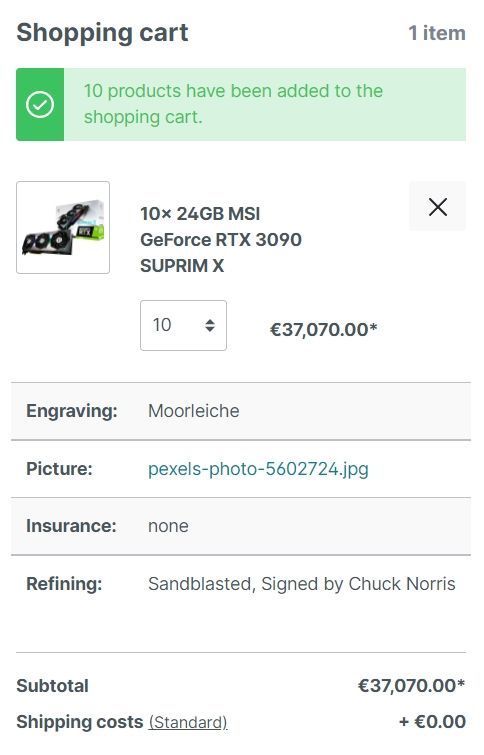 Shopping cart 1 item
10 products have been added to the
shopping cart.
10× 24GB MSI
GeForce RTX 3090
SUPRIM X
10 €37,070.00*
Engraving: Moorleiche
Picture: pexels-photo-5602724.jpg
Insurance: none
Refining: Sandblasted, Signed by Chuck Norris
Subtotal €37,070.00*
Shipping costs (Standard) + €0.00